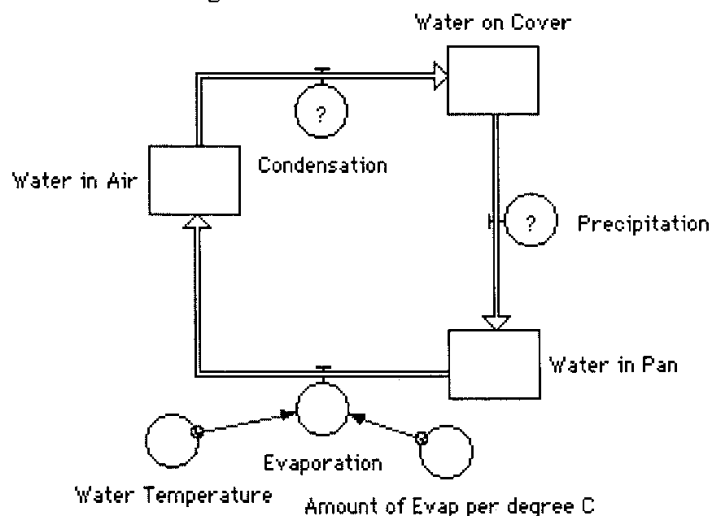 Water on Cover
?
Condensation
Water in Air
?
Precipitation
Water in Pan
Evaporation
Water Temperature
Amount of Evap per degree C